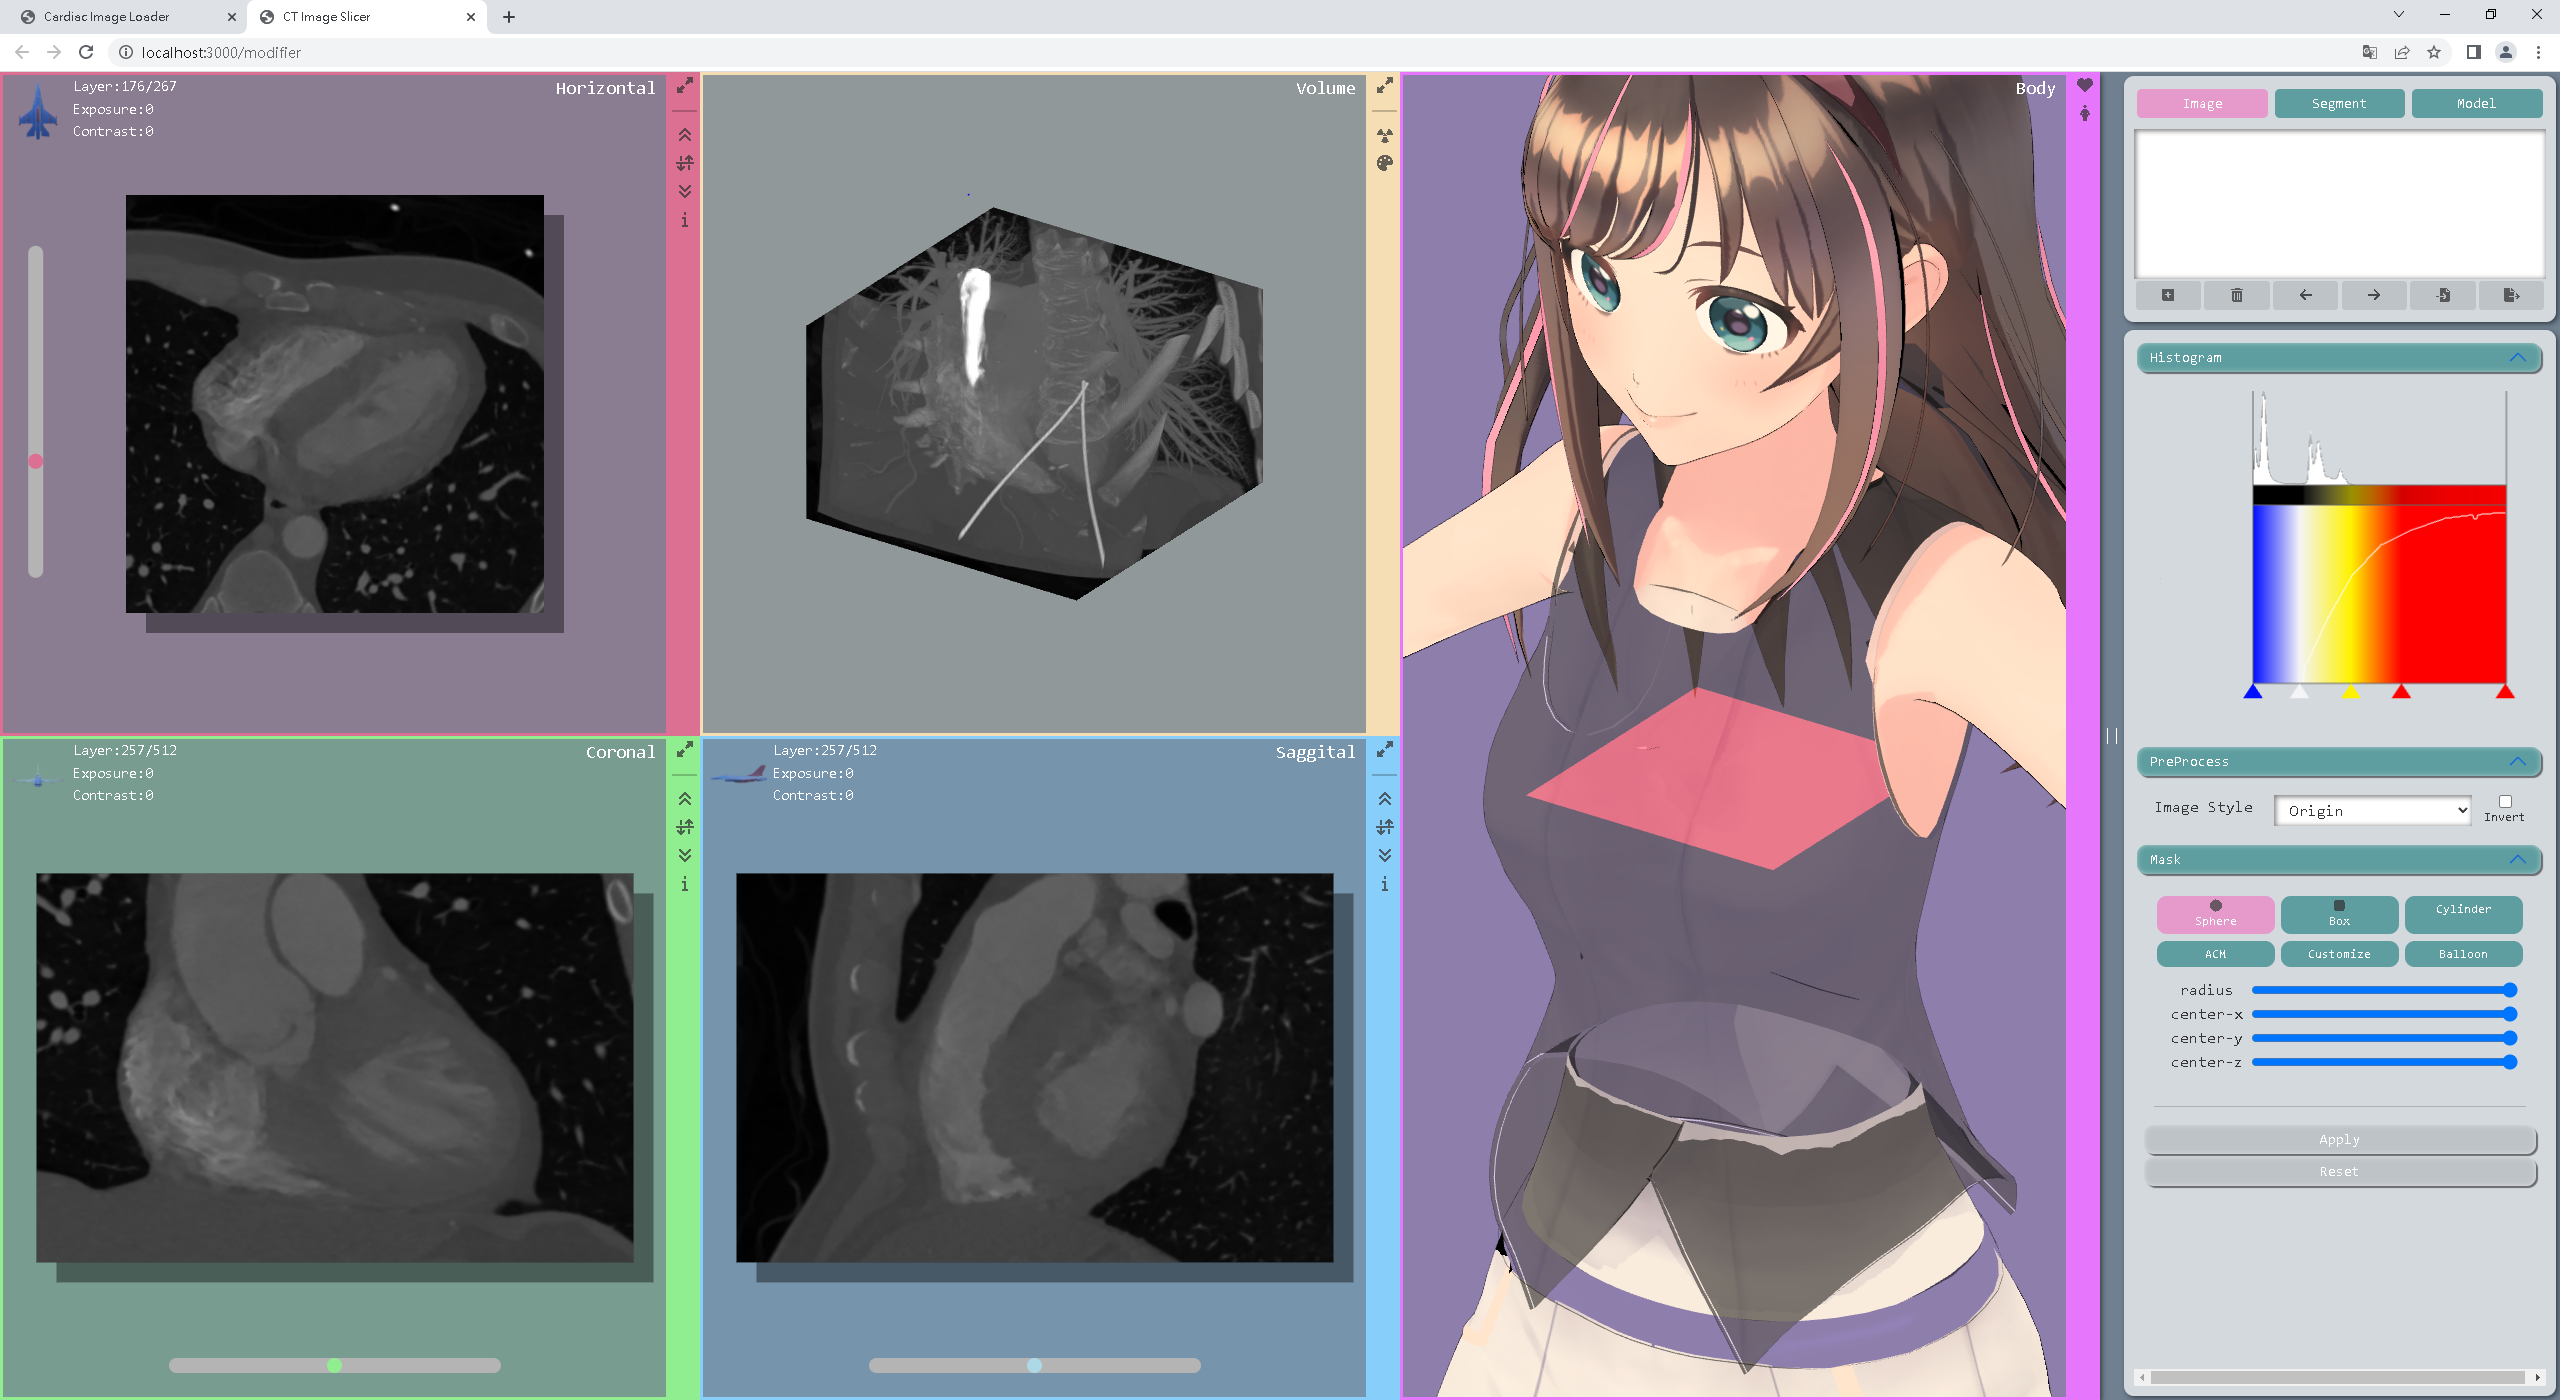 Cardiac Image Loader
CT Image Slicer
localhost:3000/modifier
Layer:176/267
Exposure:0
Contrast:0
Horizontal
i
Volume
Body
Layer:257/512
Exposure:0
Contrast:0
Coronal
i
Layer:257/512
Exposure:0
Contrast:0
Saggital
i
Image
Segment
Model
Histogram
PreProcess
Image Style
Origin
Invert
Mask
Sphere
Box
Cylinder
ACM
Customize
Balloon
radius
center-x
center-y
center-z
Apply
Reset